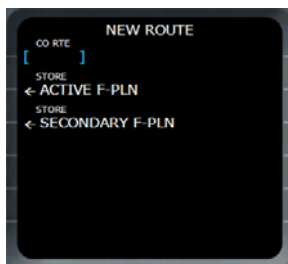 NEW ROUTE
CO RTE
[ ]
STORE
← ACTIVE F-PLN
STORE
← SECONDARY F-PLN